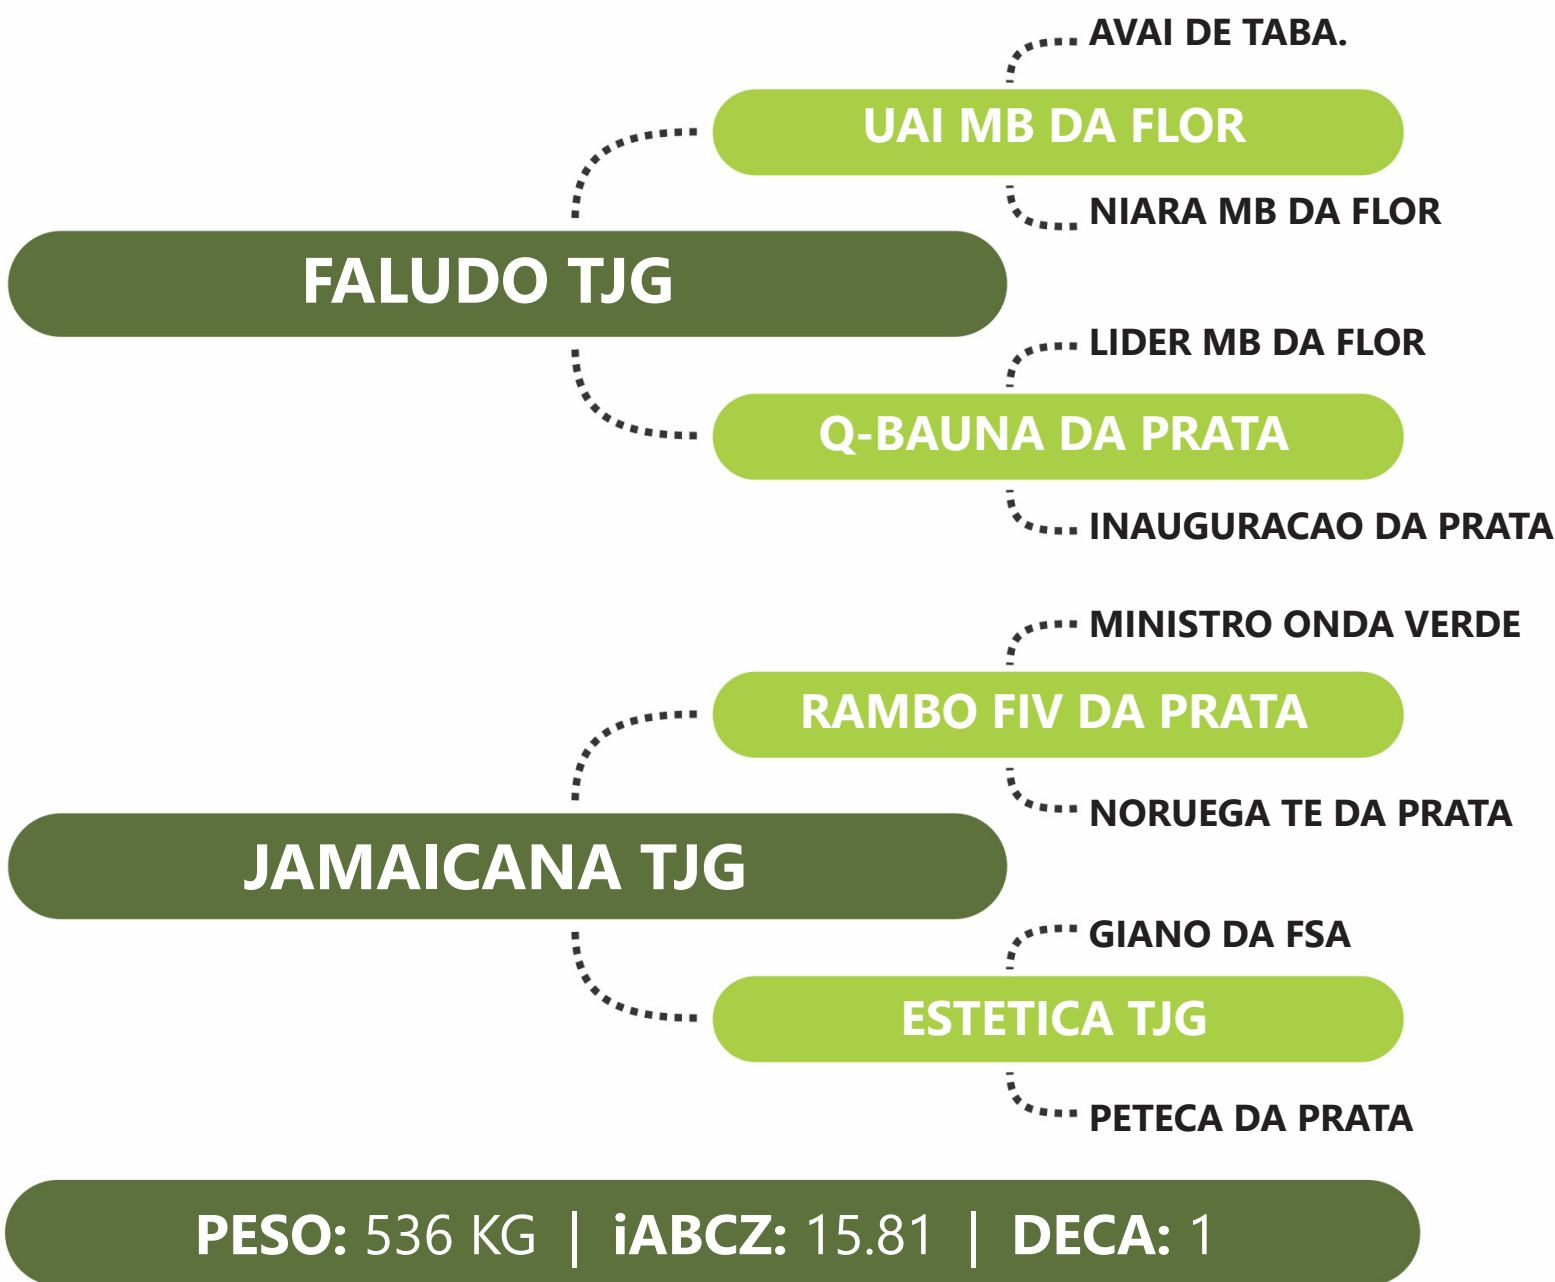 AVAI DE TABA.
UAI MB DA FLOR
NIARA MB DA FLOR
FALUDO TJG
LIDER MB DA FLOR
Q-BAUNA DA PRATA
INAUGURACAO DA PRATA
MINISTRO ONDA VERDE
RAMBO FIV DA PRATA
NORUEGA TE DA PRATA
JAMAICANA TJG
GIANO DA FSA
ESTETICA TJG
PETECA DA PRATA
PESO: 536 KG | iABCZ: 15.81 | DECA: 1